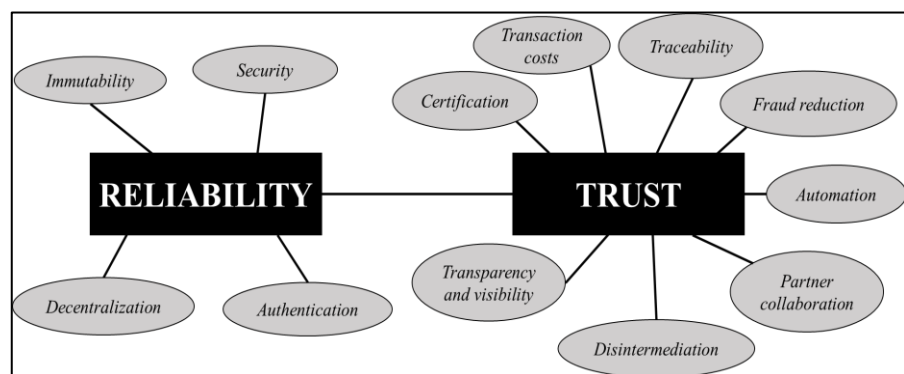 Transaction
costs
Traceability
Immutability
Security
Certification
Fraud reduction
RELIABILITY
TRUST
Automation
Transparency
and visibility
Partner
collaboration
Decentralization
Authentication
Disintermediation